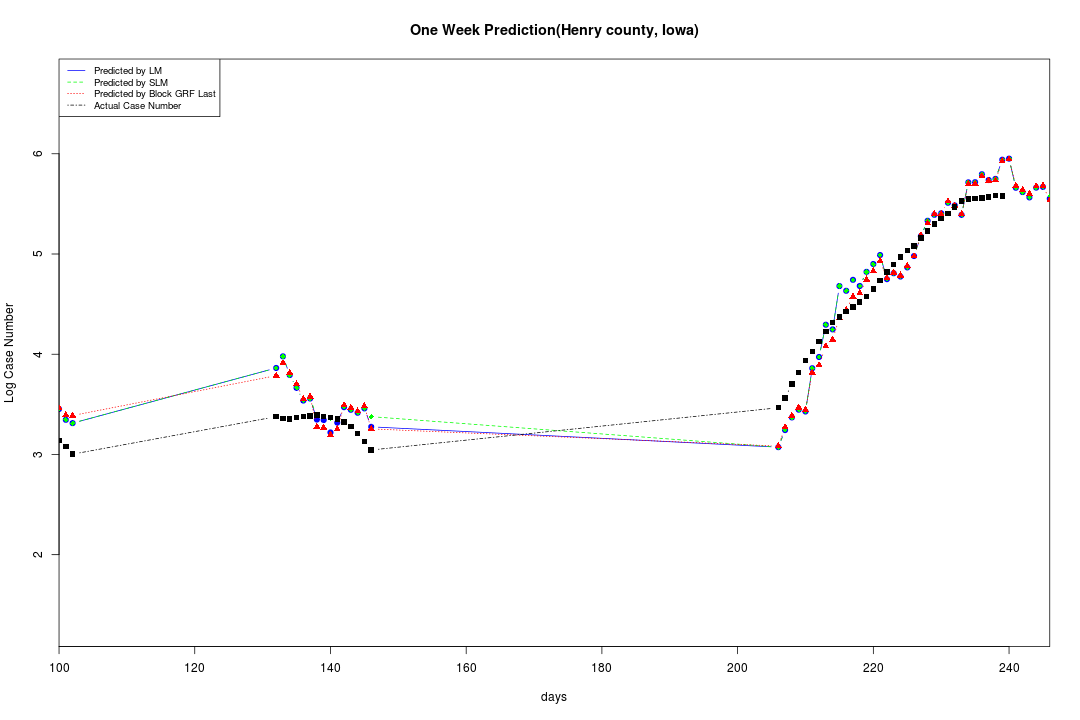 One Week Prediction(Henry county, Iowa)
Predicted by LM
Predicted by SLM
Predicted by Block GRF Last
Actual Case Number
Log Case Number
6
5
4
3
2
100 120 140 160 180 200 220 240
days